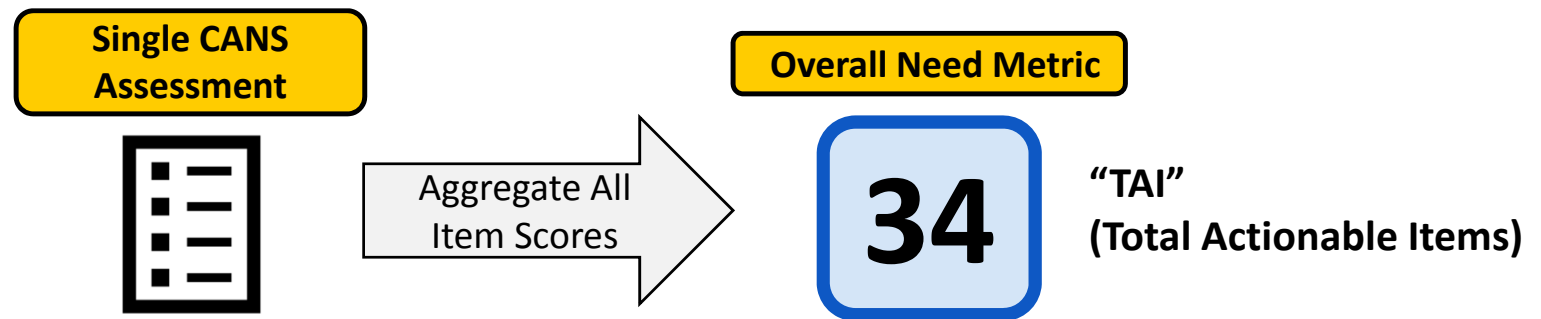 Single CANS
Assessment
Overall Need Metric
Aggregate All
Item Scores
34
“TAI”
(Total Actionable Items)